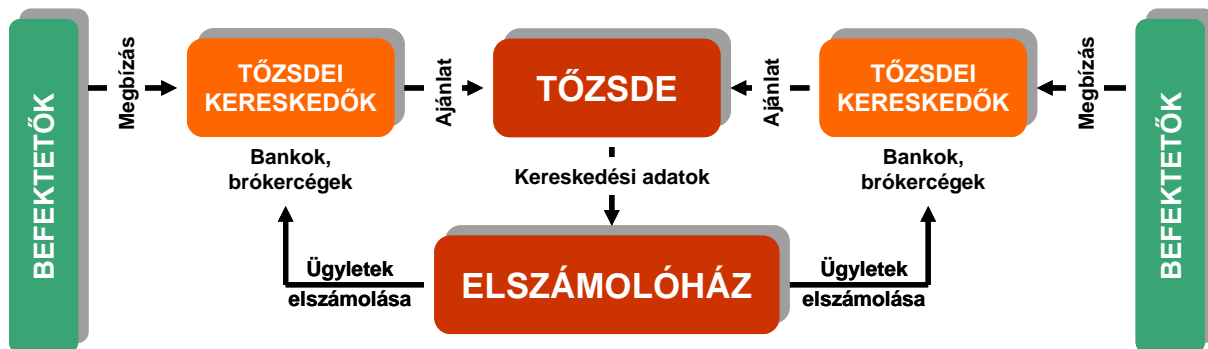 BEFEKTETŐK
Megbízás
TŐZSDEI
KERESKEDŐK
Bankok,
brókercégek
Ajánlat
TŐZSDE
Kereskedési adatok
Ajánlat
TŐZSDEI
KERESKEDŐK
Bankok,
brókercégek
Megbízás
BEFEKTETŐK
Ügyletek
elszámolása
ELSZÁMOLÓHÁZ
Ügyletek
elszámolása